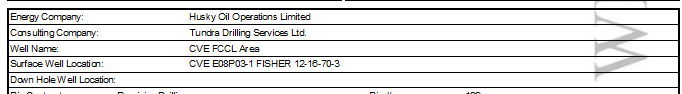 Energy Company: Husky Oil Operations Limited
Consulting Company: Tundra Drilling Services Ltd.
Well Name: CVE FCCL Area
Surface Well Location: CVE E08P03-1 FISHER 12-16-70-3
Down Hole Well Location: